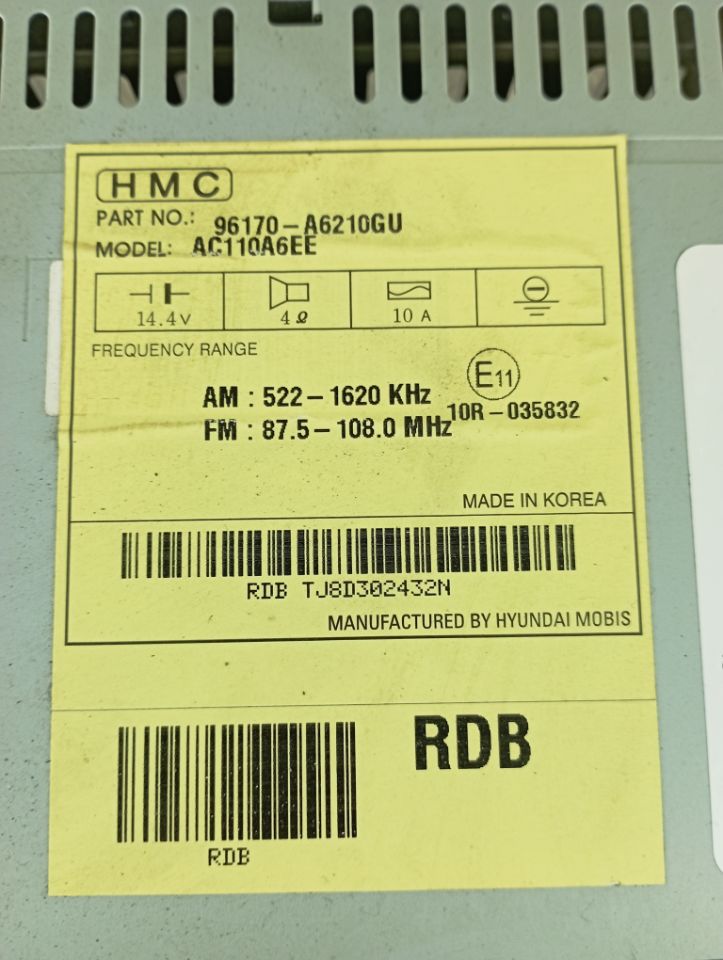 HMC
PART NO.: 96170-A6210GU
MODEL: AC110A6EE
14.4V 4Ω 10 A
FREQUENCY RANGE
AM : 522-1620 KHz
FM : 87.5-108.0 MHz
E11
10R-035832
MADE IN KOREA
RDB TJ8D302432N
MANUFACTURED BY HYUNDAI MOBIS
RDB
RDB